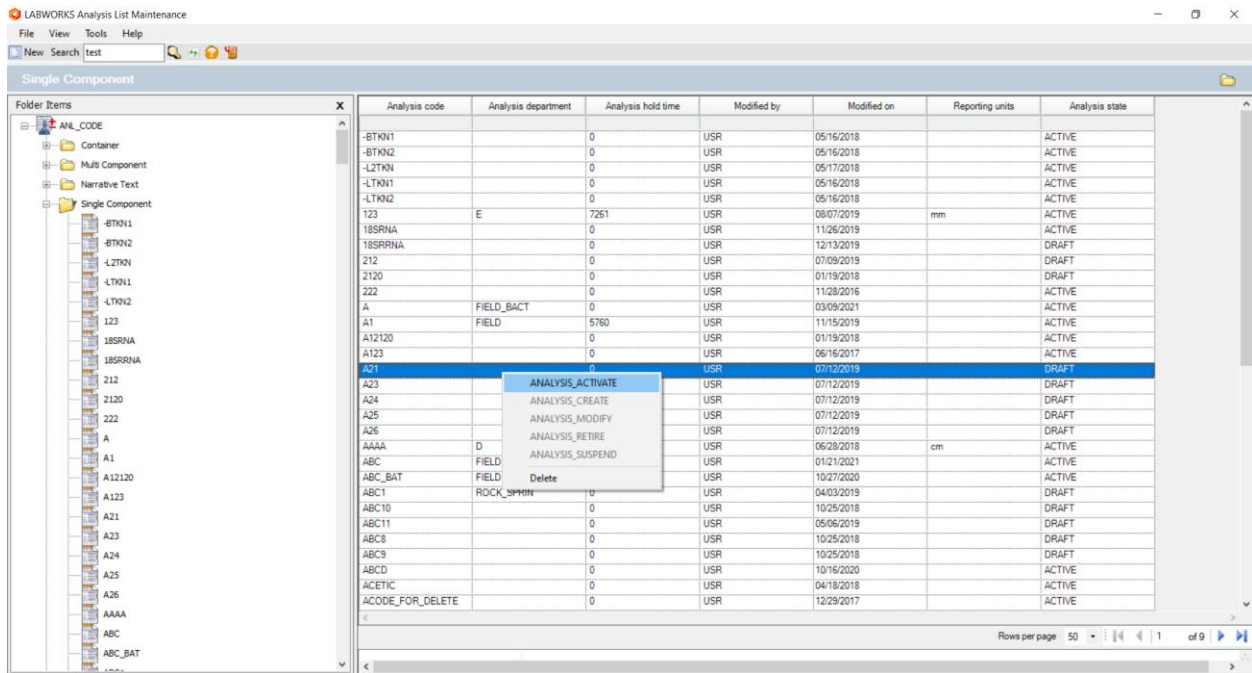 LABWORKS Analysis List Maintenance
File View Tools Help
New Search test
Single Component
Folder Items X
ANL_CODE
Container
Multi Component
Narrative Text
Single Component
-BTKN1
-BTKN2
-L2TKN
-LTKN1
-LTKN2
123
18SRNA
18SRRNA
212
2120
222
A
A1
A12120
A123
A21
A23
A24
A25
A26
AAAA
ABC
ABC_BAT
Analysis code Analysis department Analysis hold time Modified by Modified on Reporting units Analysis state
-BTKN1 0 USR 05/16/2018 ACTIVE
-BTKN2 0 USR 05/16/2018 ACTIVE
-L2TKN 0 USR 05/17/2018 ACTIVE
-LTKN1 0 USR 05/16/2018 ACTIVE
-LTKN2 0 USR 05/16/2018 ACTIVE
123 E 7261 USR 08/07/2019 mm ACTIVE
18SRNA 0 USR 11/26/2019 ACTIVE
18SRRNA 0 USR 12/13/2019 DRAFT
212 0 USR 07/09/2019 DRAFT
2120 0 USR 01/19/2018 DRAFT
222 0 USR 11/28/2016 ACTIVE
A FIELD_BACT 0 USR 03/09/2021 ACTIVE
A1 FIELD 5760 USR 11/15/2019 ACTIVE
A12120 0 USR 01/19/2018 ACTIVE
A123 0 USR 06/16/2017 ACTIVE
A21 0 USR 07/12/2019 DRAFT
A23 USR 07/12/2019 DRAFT
A24 USR 07/12/2019 DRAFT
A25 USR 07/12/2019 DRAFT
A26 USR 07/12/2019 DRAFT
AAAA D USR 06/28/2018 cm ACTIVE
ABC FIELD USR 01/21/2021 ACTIVE
ABC_BAT FIELD USR 10/27/2020 ACTIVE
ABC1 ROCK_SPRIN 0 USR 04/03/2019 DRAFT
ABC10 0 USR 10/25/2018 DRAFT
ABC11 0 USR 05/06/2019 DRAFT
ABC8 0 USR 10/25/2018 DRAFT
ABC9 0 USR 10/25/2018 DRAFT
ABCD 0 USR 10/16/2020 ACTIVE
ACETIC 0 USR 04/18/2018 ACTIVE
ACODE_FOR_DELETE 0 USR 12/29/2017 ACTIVE
ANALYSIS_ACTIVATE
ANALYSIS_CREATE
ANALYSIS_MODIFY
ANALYSIS_RETIRE
ANALYSIS_SUSPEND
Delete
Rows per page 50 1 of 9